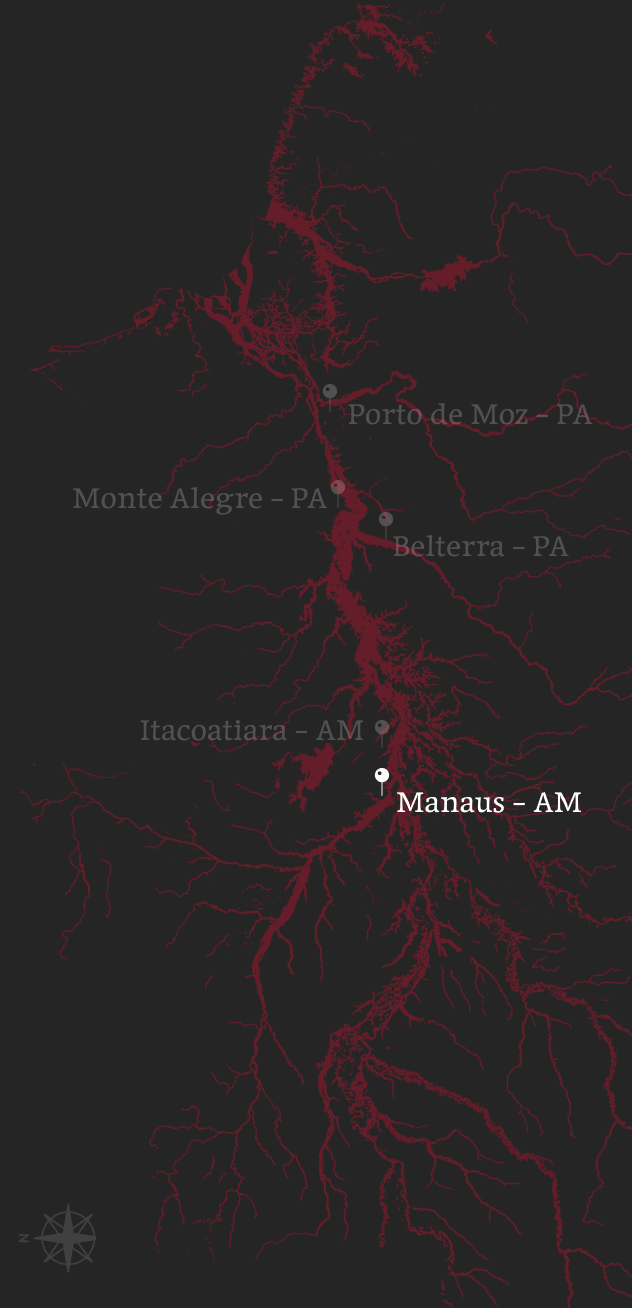 Porto de Moz – PA
Monte Alegre – PA
Belterra – PA
Itacoatiara – AM
Manaus – AM
N